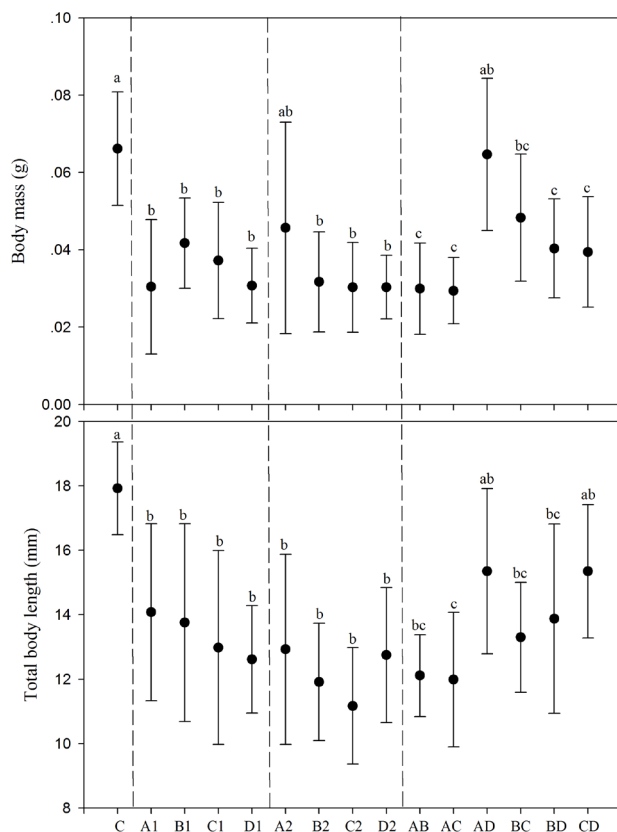 Body mass (g)
.10
.08
.06
.04
.02
0.00
a
b
b
b
b
ab
b
b
b
c
c
ab
bc
c
c
Total body length (mm)
20
18
16
14
12
10
8
a
b
b
b
b
b
b
b
b
bc
c
ab
bc
bc
ab
C A1 B1 C1 D1 A2 B2 C2 D2 AB AC AD BC BD CD